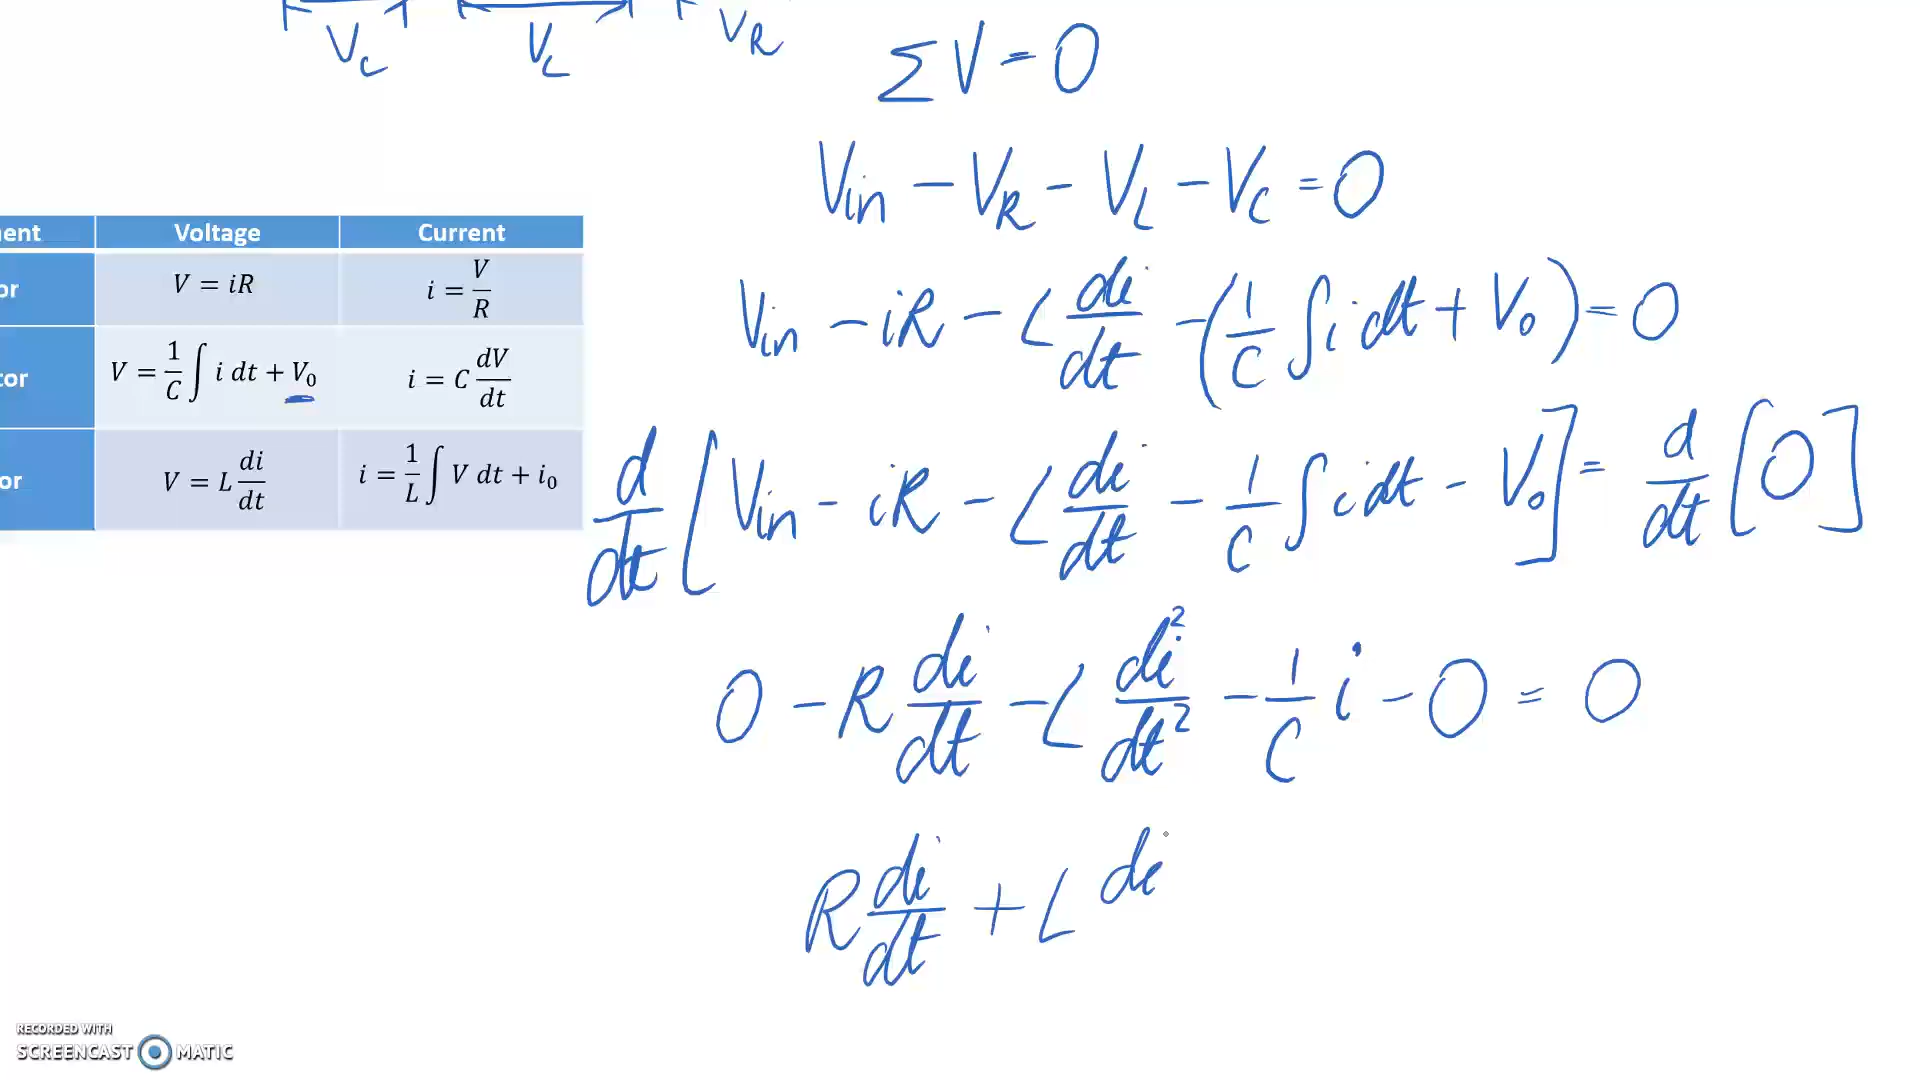 V_C V_L V_R
ΣV = 0
V_in − V_R − V_L − V_C = 0
V_in − iR − L di/dt − (1/C ∫ i dt + V_0) = 0
d/dt [V_in − iR − L di/dt − 1/C ∫ i dt − V_0] = d/dt [0]
0 − R di/dt − L di²/dt² − 1/C i − 0 = 0
R di/dt + L di
ent Voltage Current
or V = iR i = V/R
tor V = 1/C ∫ i dt + V_0 i = C dV/dt
or V = L di/dt i = 1/L ∫ V dt + i_0
RECORDED WITH
SCREENCAST MATIC